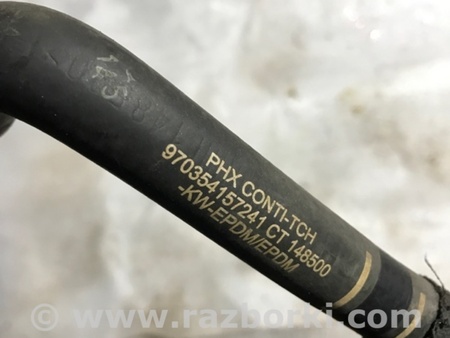 PHX CONTI-TCH
970354157241 CT 148500
-KW-EPDM/EPDM
© www.razborki.com